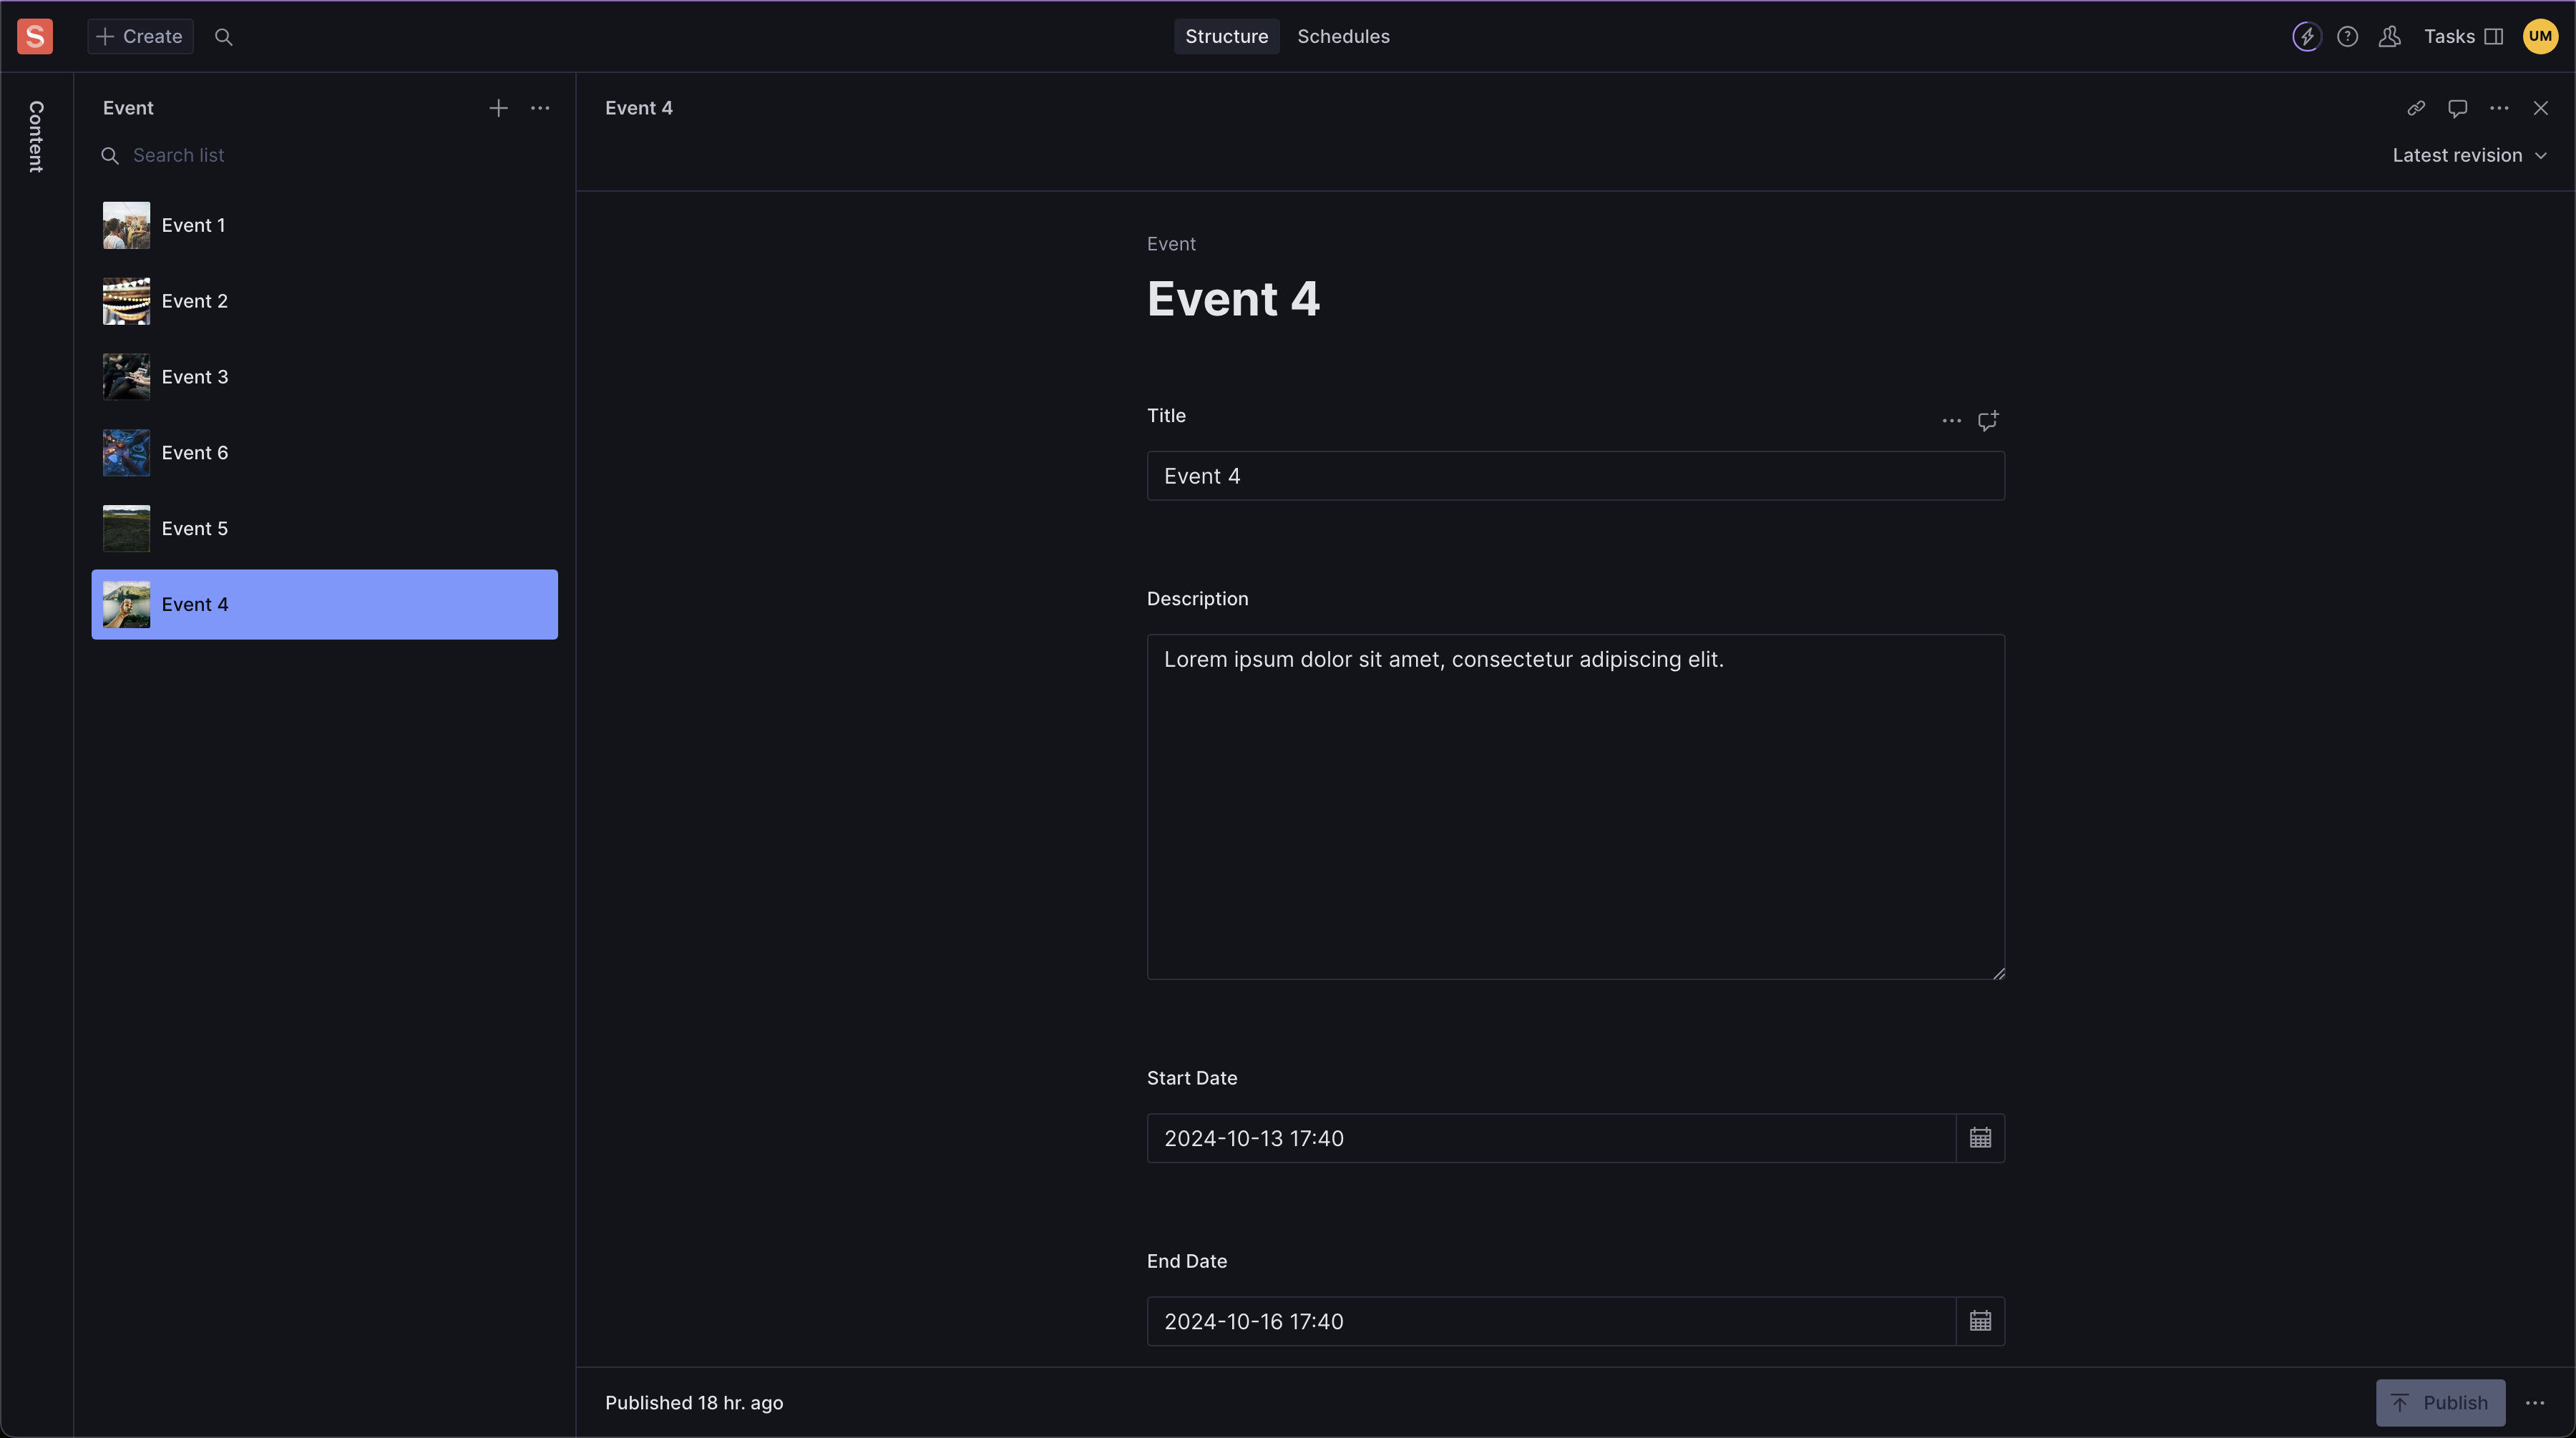 S
Create
Structure
Schedules
Tasks
UM
Content
Event
Search list
Event 1
Event 2
Event 3
Event 6
Event 5
Event 4
Event 4
Latest revision
Event
Event 4
Title
Event 4
Description
Lorem ipsum dolor sit amet, consectetur adipiscing elit.
Start Date
2024-10-13 17:40
End Date
2024-10-16 17:40
Published 18 hr. ago
Publish